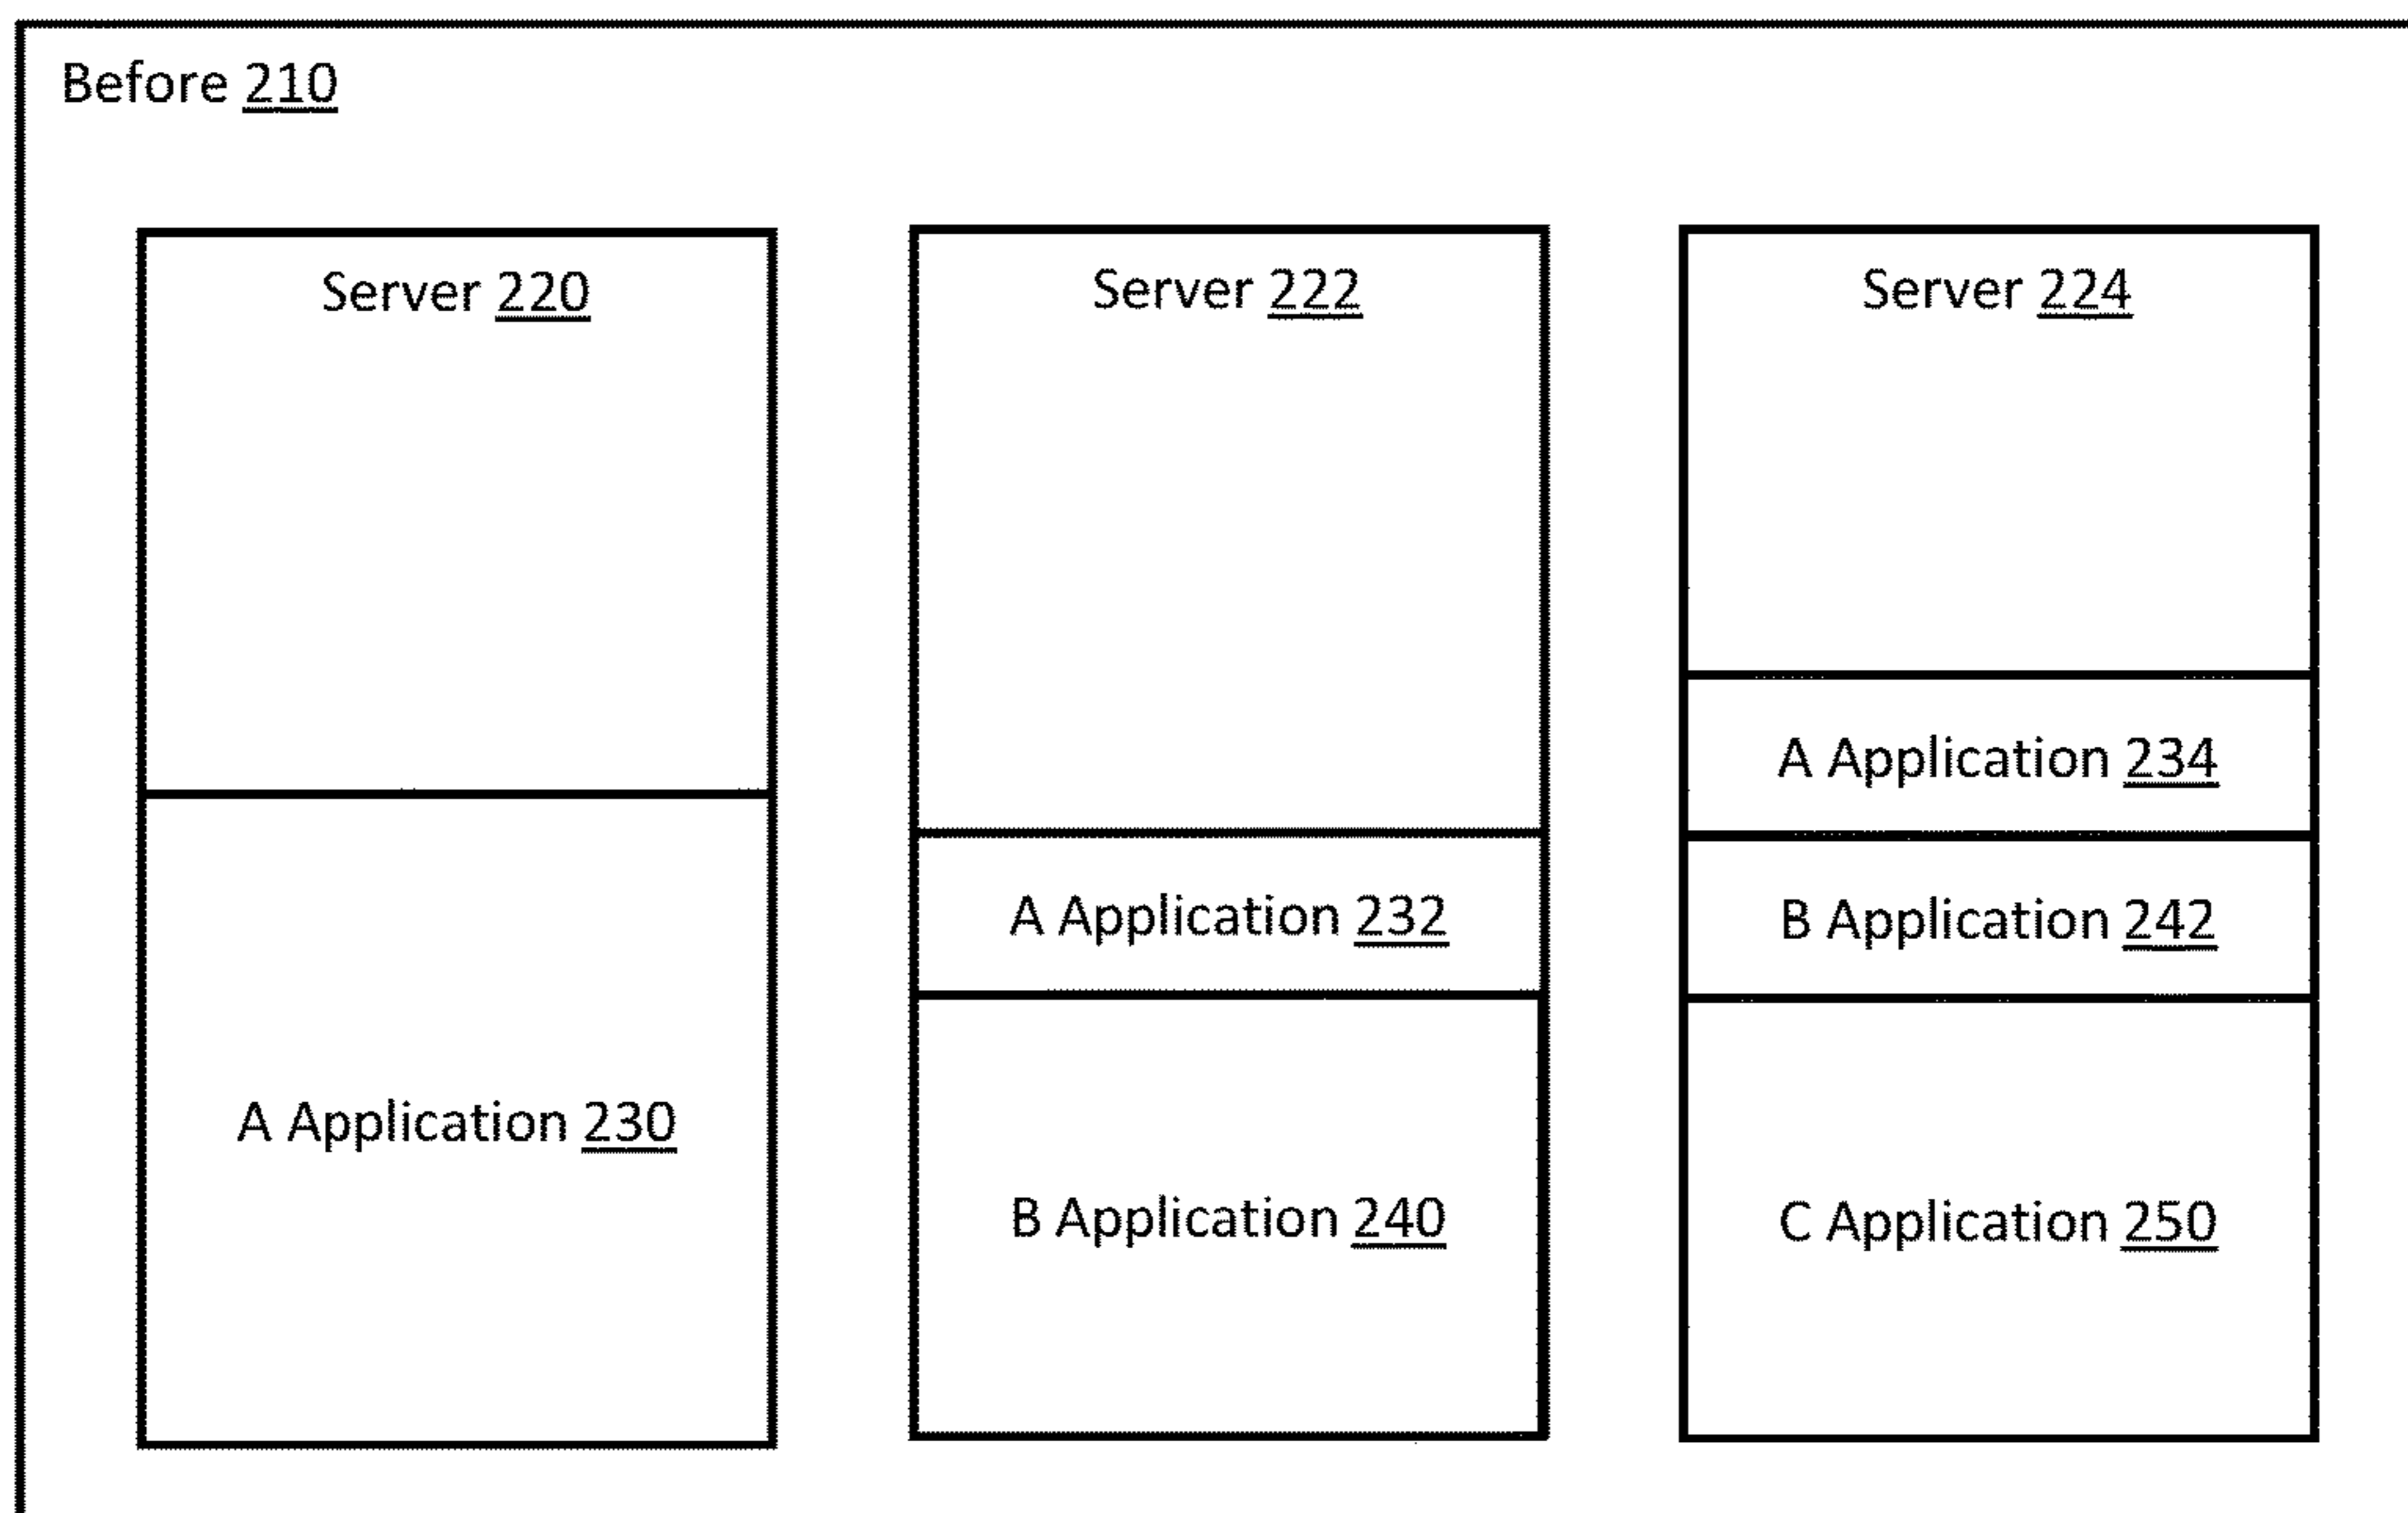 Before 210
Server 220
Server 222
Server 224
A Application 234
A Application 232
B Application 242
A Application 230
B Application 240
C Application 250